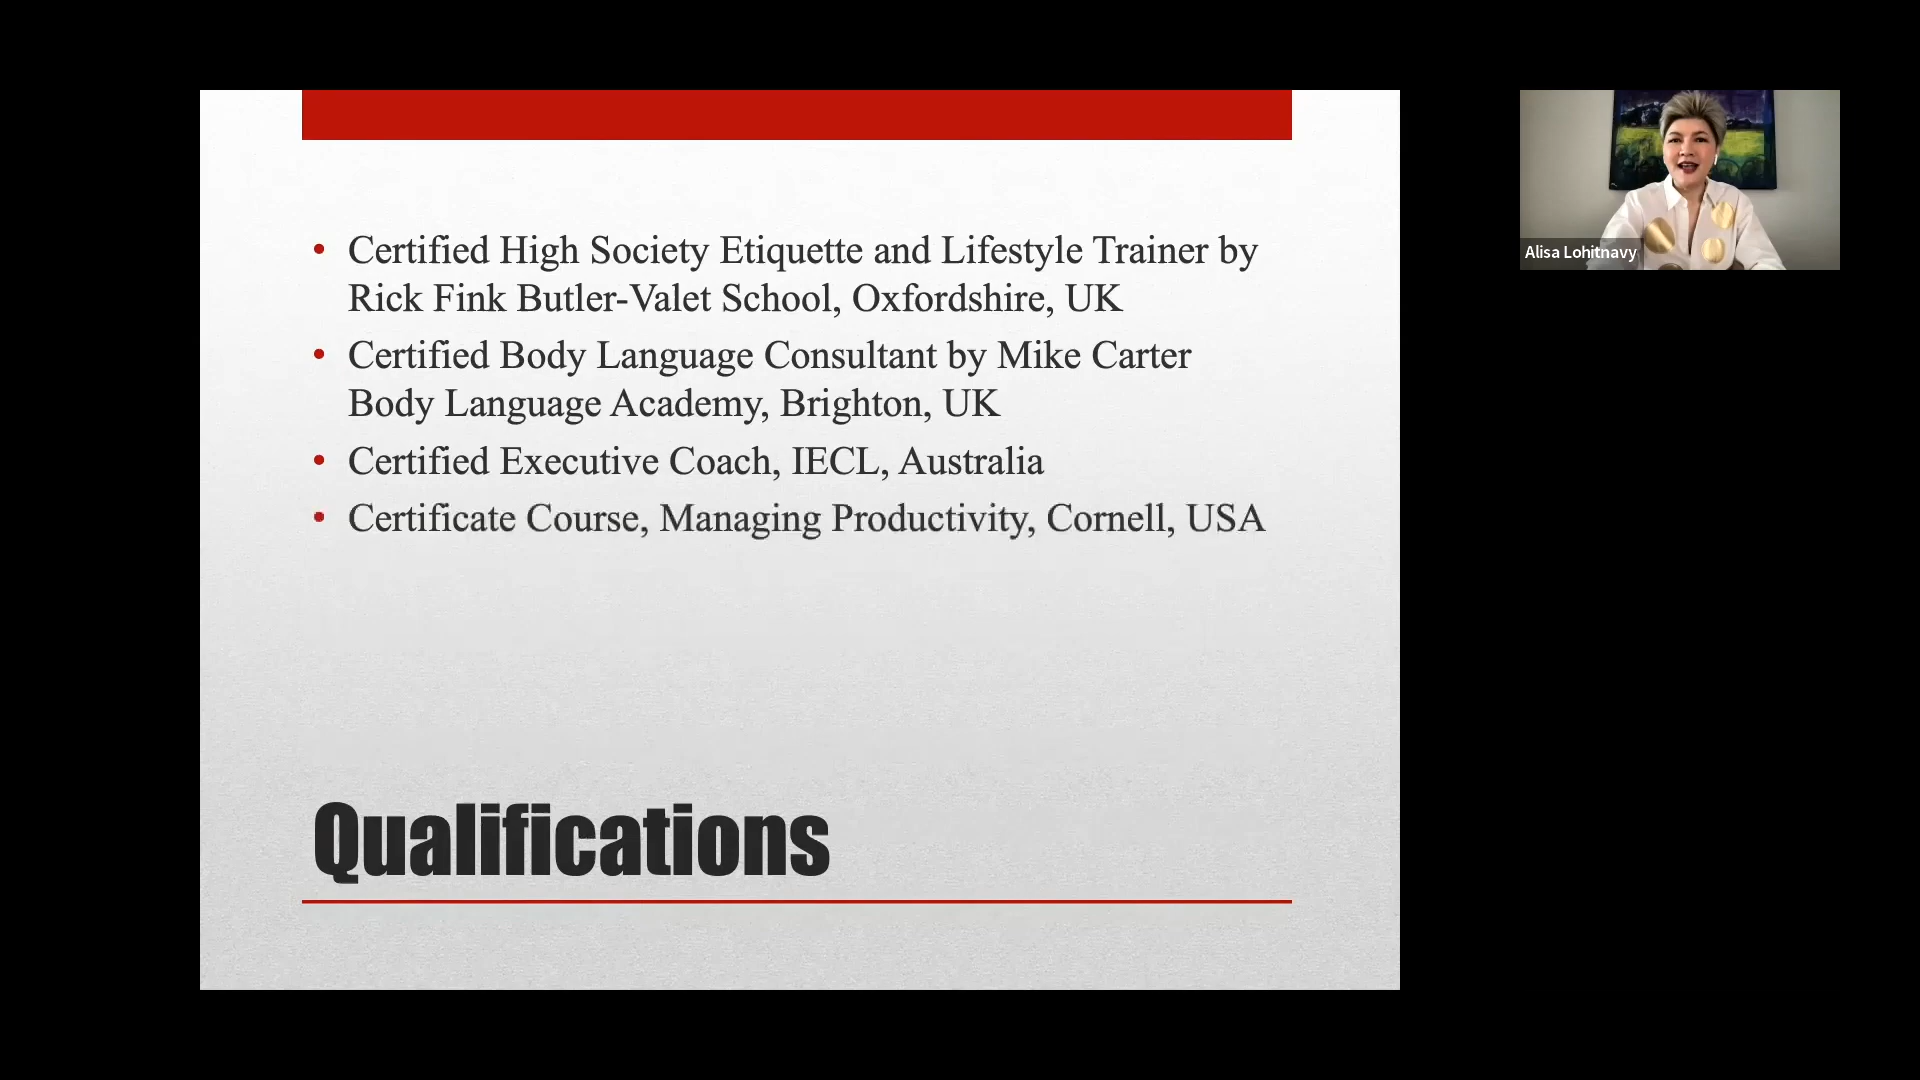 • Certified High Society Etiquette and Lifestyle Trainer by
Rick Fink Butler-Valet School, Oxfordshire, UK
• Certified Body Language Consultant by Mike Carter
Body Language Academy, Brighton, UK
• Certified Executive Coach, IECL, Australia
• Certificate Course, Managing Productivity, Cornell, USA
Qualifications
Alisa Lohitnavy